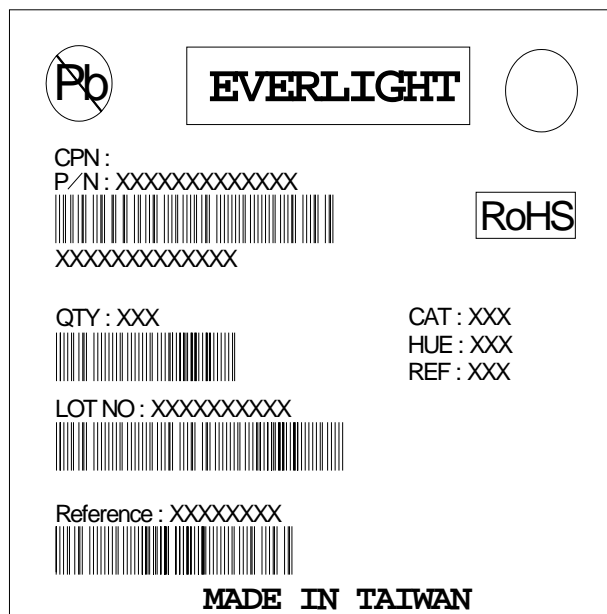 Pb
EVERLIGHT
CPN :
P/N : XXXXXXXXXXXXX
RoHS
XXXXXXXXXXXXX
QTY : XXX
CAT : XXX
HUE : XXX
REF : XXX
LOT NO : XXXXXXXXXX
Reference : XXXXXXXX
MADE IN TAIWAN